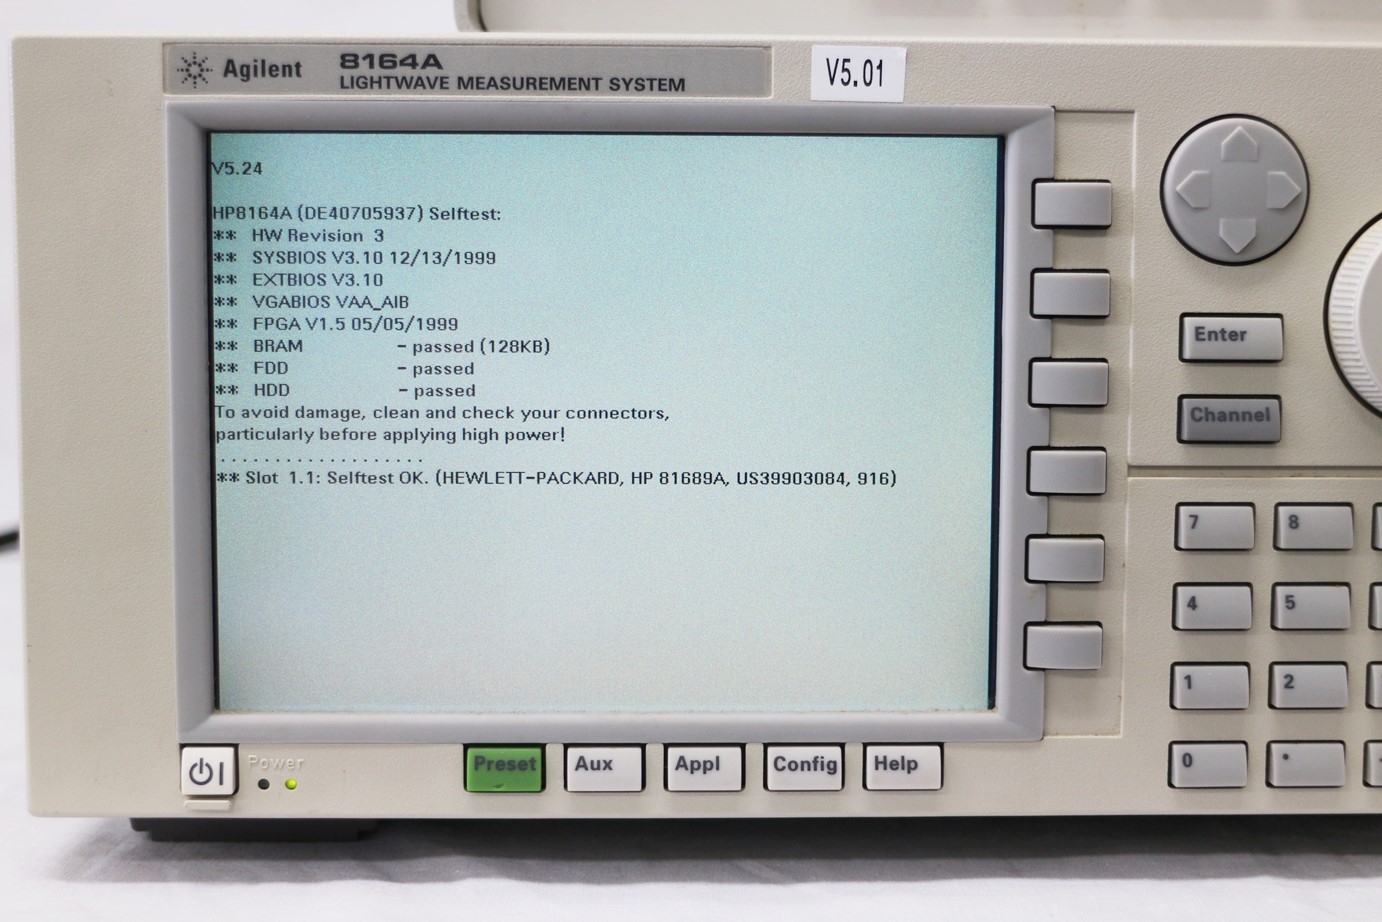 Agilent 8164A
LIGHTWAVE MEASUREMENT SYSTEM
V5.01
V5.24
HP8164A (DE40705937) Selftest:
** HW Revision 3
** SYSBIOS V3.10 12/13/1999
** EXTBIOS V3.10
** VGABIOS VAA_AIB
** FPGA V1.5 05/05/1999
** BRAM - passed (128KB)
** FDD - passed
** HDD - passed
To avoid damage, clean and check your connectors,
particularly before applying high power!
...................
** Slot 1.1: Selftest OK. (HEWLETT-PACKARD, HP 81689A, US39903084, 916)
Enter
Channel
7 8
4 5
1 2
0 .
Power
Preset Aux Appl Config Help